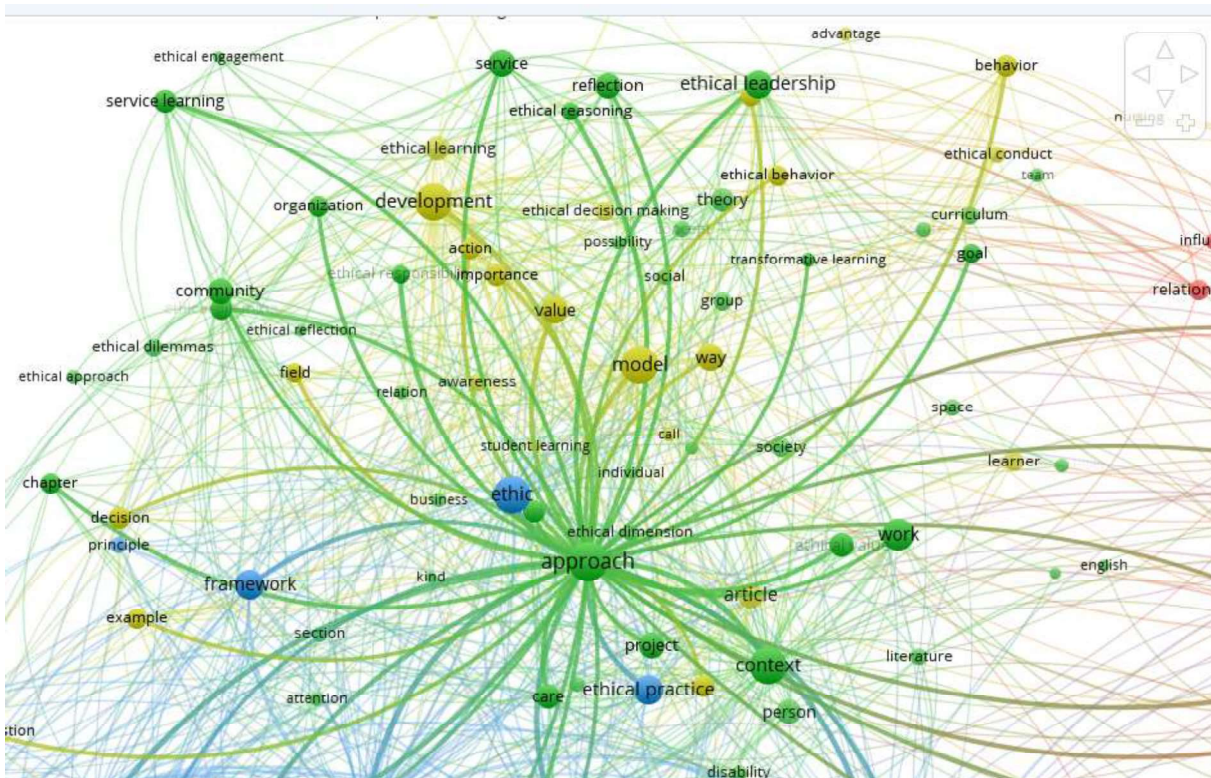 advantage
ethical engagement
service
behavior
service learning
reflection
ethical leadership
ethical reasoning
nursing
ethical learning
ethical conduct
team
ethical behavior
development
organization
ethical decision making
theory
curriculum
possibility
action
goal
transformative learning
ethical
importance
social
community
relation
value
group
ethical reflection
ethical dilemmas
model
way
ethical approach
field
awareness
relation
space
call
student learning
society
individual
learner
chapter
ethic
business
decision
ethical dimension
principle
work
approach
english
kind
framework
article
example
section
project
context
literature
attention
care
ethical practice
person
stion
disability